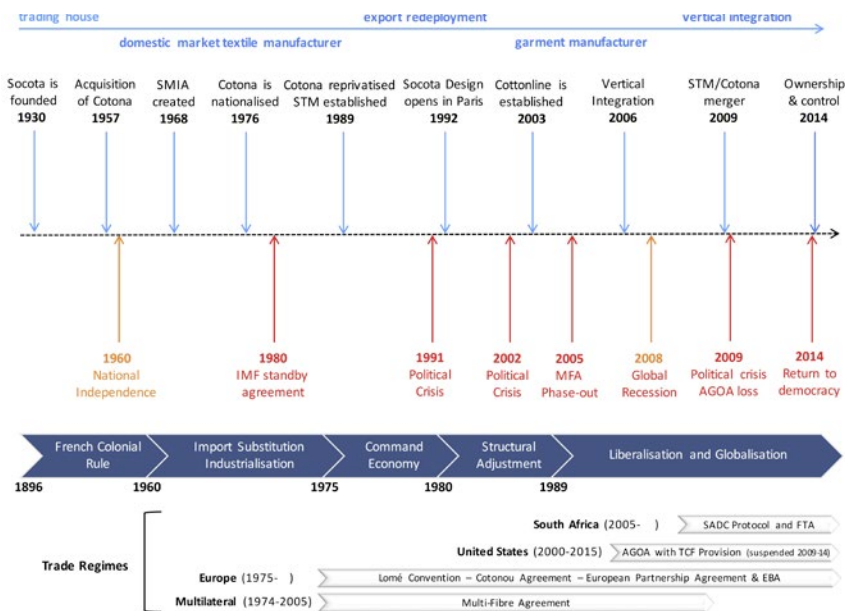 trading house export redeployment vertical integration
domestic market textile manufacturer garment manufacturer
Socota is founded 1930
Acquisition of Cotona 1957
SMIA created 1968
Cotona is nationalised 1976
Cotona reprivatised STM established 1989
Socota Design opens in Paris 1992
Cottonline is established 2003
Vertical Integration 2006
STM/Cotona merger 2009
Ownership & control 2014
1960 National Independence
1980 IMF standby agreement
1991 Political Crisis
2002 Political Crisis
2005 MFA Phase-out
2008 Global Recession
2009 Political crisis AGOA loss
2014 Return to democracy
French Colonial Rule
Import Substitution Industrialisation
Command Economy
Structural Adjustment
Liberalisation and Globalisation
1896 1960 1975 1980 1989
Trade Regimes
South Africa (2005- ) SADC Protocol and FTA
United States (2000-2015) AGOA with TCF Provision (suspended 2009-14)
Europe (1975- ) Lomé Convention – Cotonou Agreement – European Partnership Agreement & EBA
Multilateral (1974-2005) Multi-Fibre Agreement